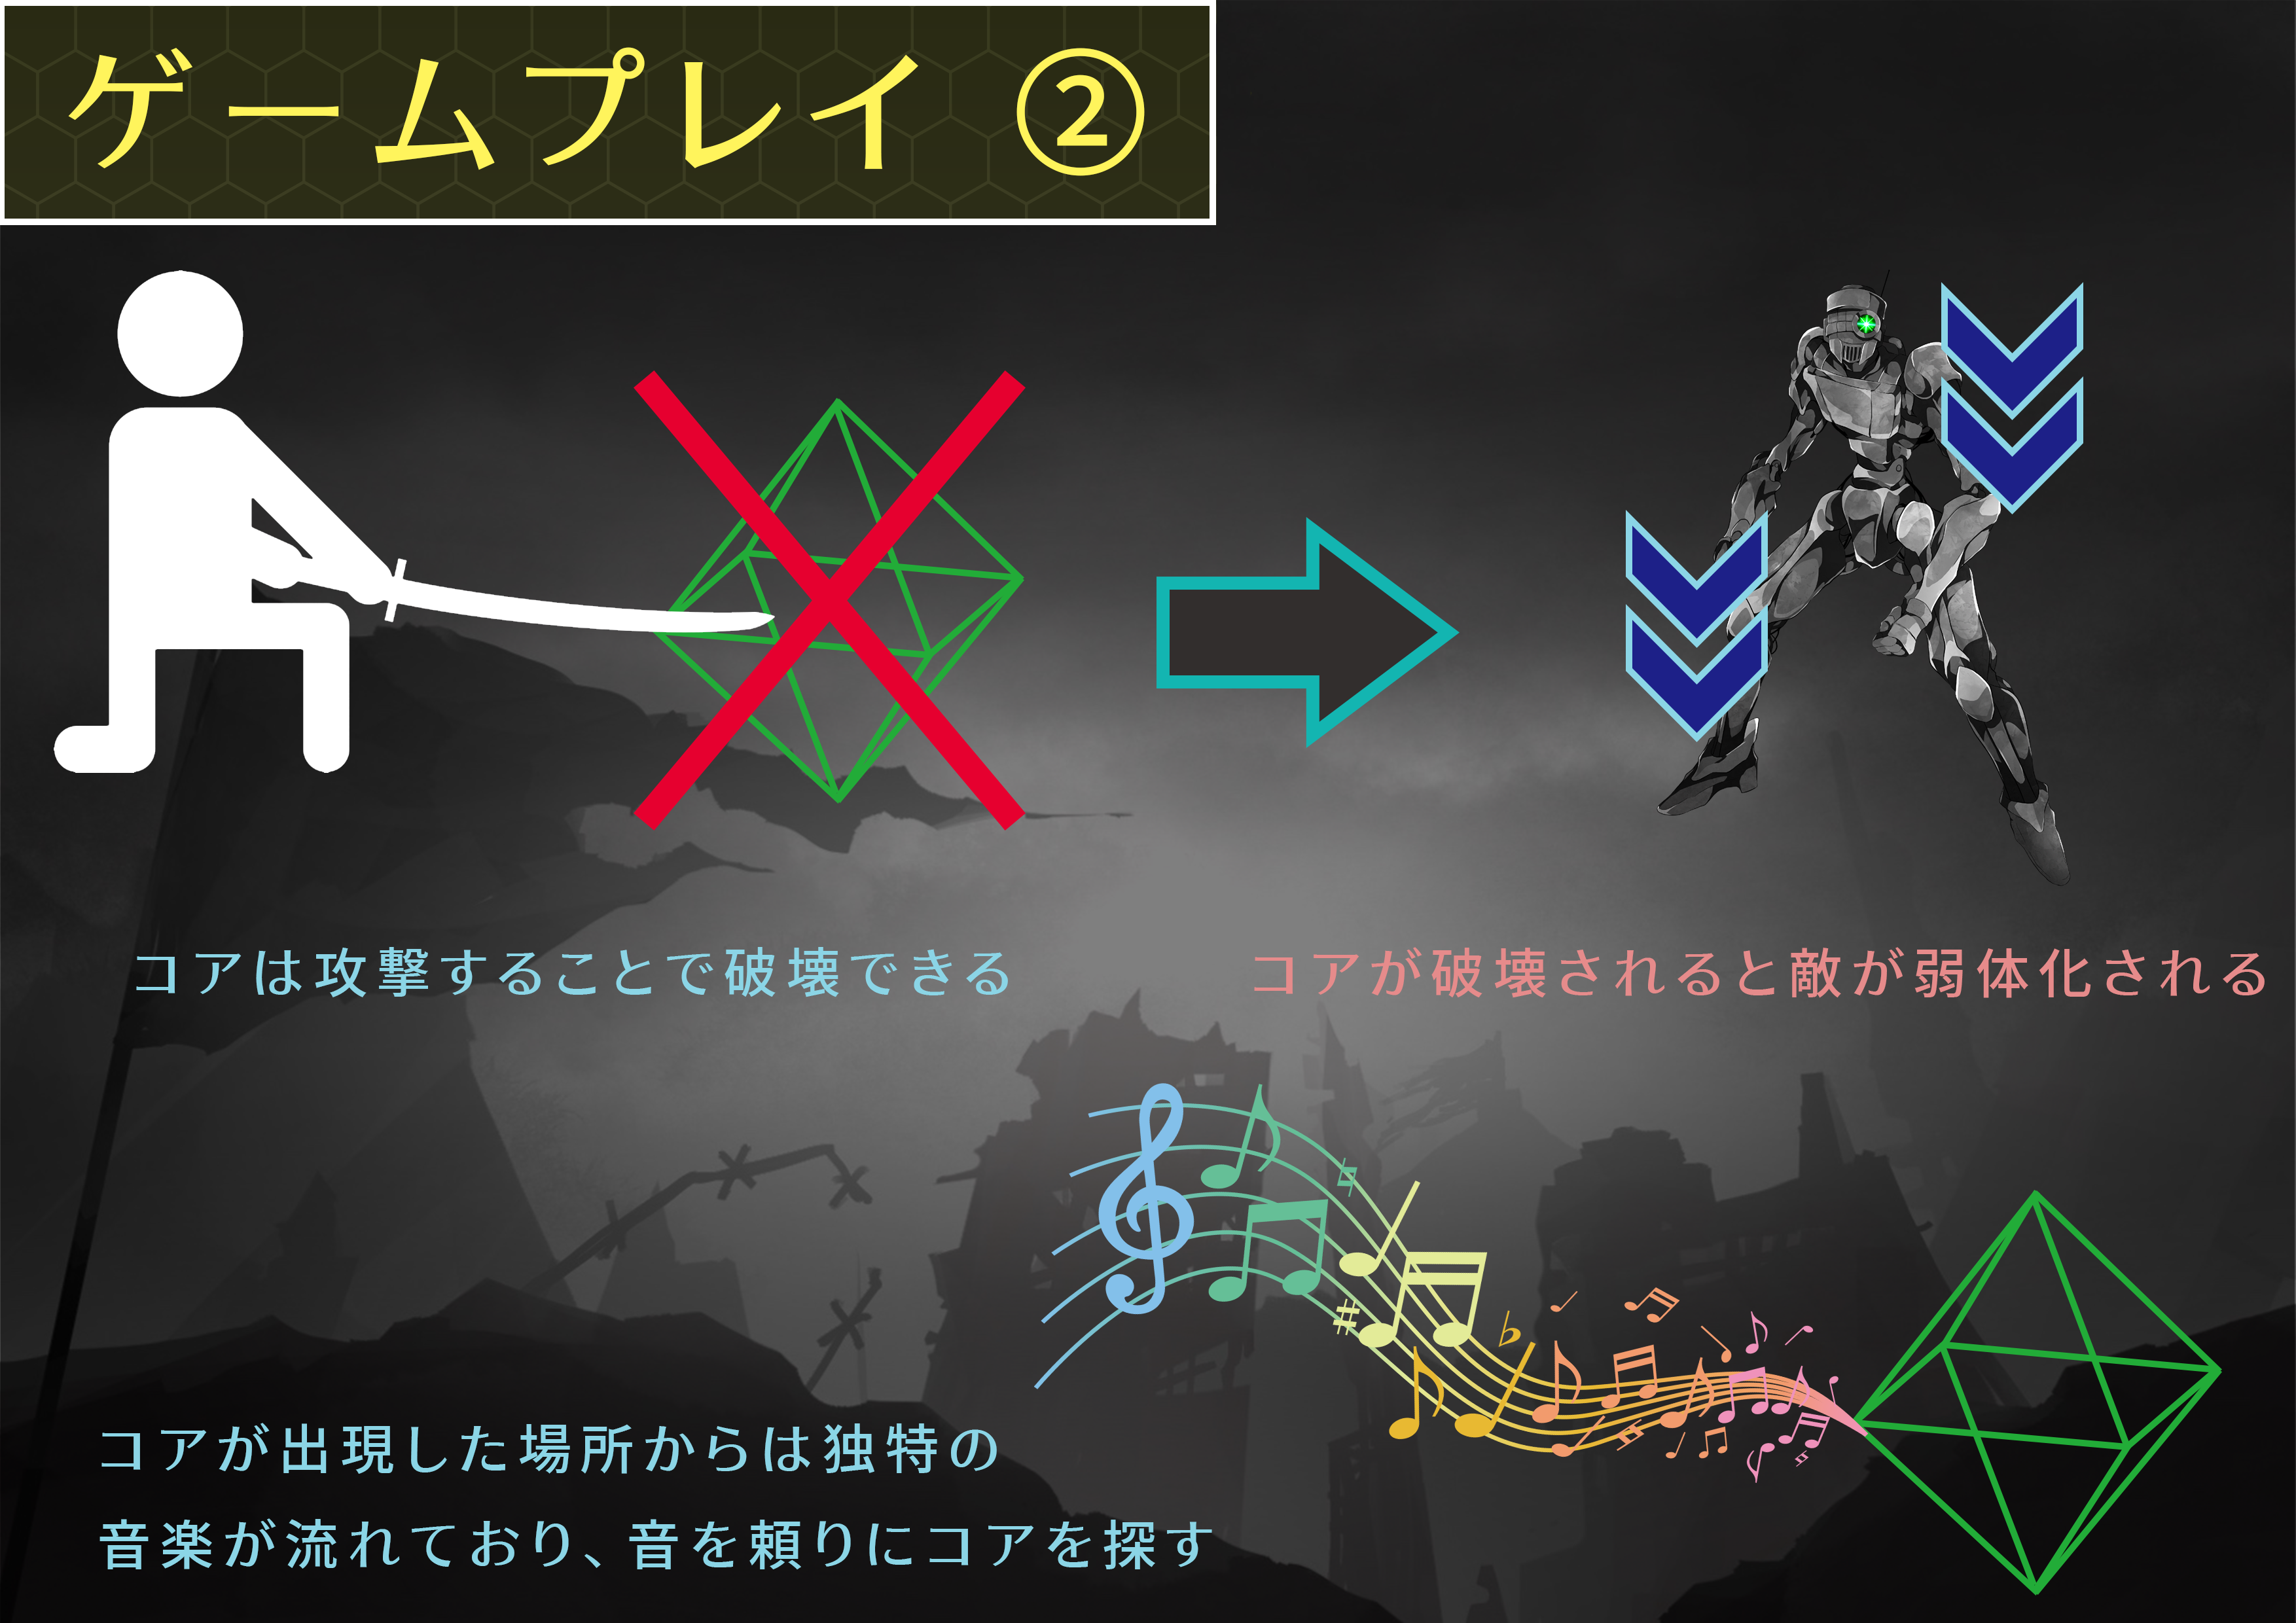 ゲームプレイ ②
コアは攻撃することで破壊できる
コアが破壊されると敵が弱体化される
コアが出現した場所からは独特の
音楽が流れており、音を頼りにコアを探す